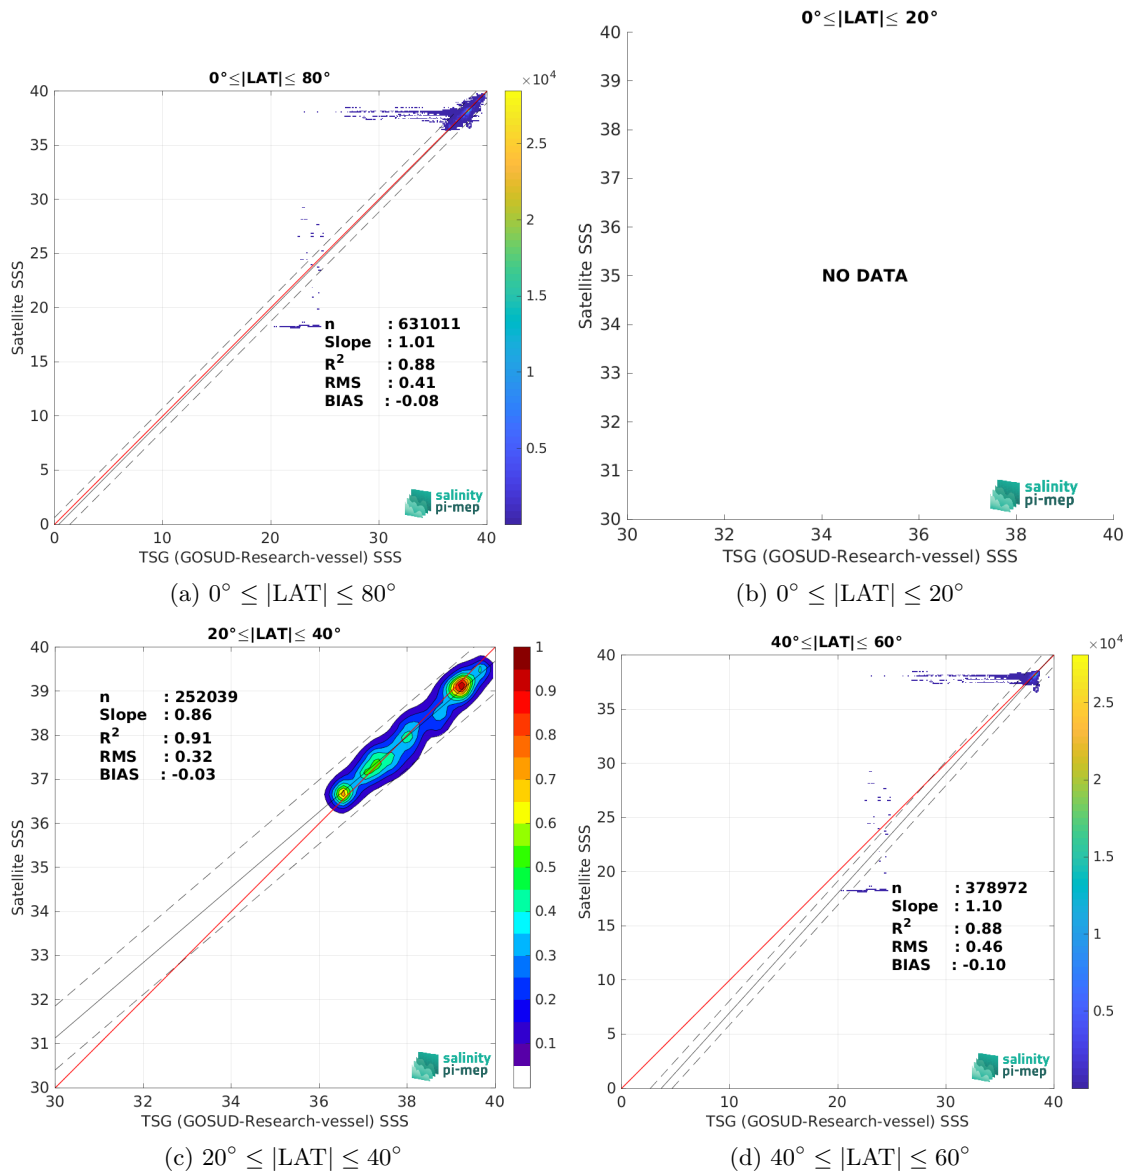 0°≤|LAT|≤ 80°
×10⁴
40
35
30
25
20
15
10
5
0
0
10
20
30
40
2.5
2
1.5
1
0.5
Satellite SSS
TSG (GOSUD-Research-vessel) SSS
n : 631011
Slope : 1.01
R² : 0.88
RMS : 0.41
BIAS : -0.08
salinity
pi-mep
(a) 0° ≤ |LAT| ≤ 80°
0°≤|LAT|≤ 20°
40
39
38
37
36
35
34
33
32
31
30
30
32
34
36
38
40
Satellite SSS
TSG (GOSUD-Research-vessel) SSS
NO DATA
salinity
pi-mep
(b) 0° ≤ |LAT| ≤ 20°
20°≤|LAT|≤ 40°
40
39
38
37
36
35
34
33
32
31
30
30
32
34
36
38
40
1
0.9
0.8
0.7
0.6
0.5
0.4
0.3
0.2
0.1
Satellite SSS
TSG (GOSUD-Research-vessel) SSS
n : 252039
Slope : 0.86
R² : 0.91
RMS : 0.32
BIAS : -0.03
salinity
pi-mep
(c) 20° ≤ |LAT| ≤ 40°
40°≤|LAT|≤ 60°
×10⁴
40
35
30
25
20
15
10
5
0
0
10
20
30
40
2.5
2
1.5
1
0.5
Satellite SSS
TSG (GOSUD-Research-vessel) SSS
n : 378972
Slope : 1.10
R² : 0.88
RMS : 0.46
BIAS : -0.10
salinity
pi-mep
(d) 40° ≤ |LAT| ≤ 60°